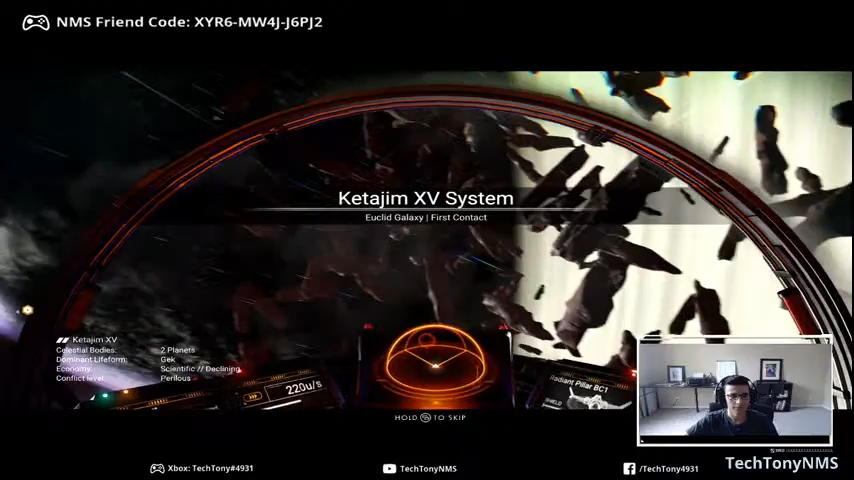 NMS Friend Code: XYR6-MW4J-J6PJ2
Ketajim XV System
Euclid Galaxy | First Contact
Ketajim XV
Celestial Bodies: 2 Planets
Dominant Lifeform: Gek
Economy: Scientific // Declining
Conflict level: Perilous
220u/s
Radiant Pillar BC1
SHIELD
HOLD TO SKIP
Xbox: TechTony#4931
TechTonyNMS
/TechTony4931
TechTonyNMS